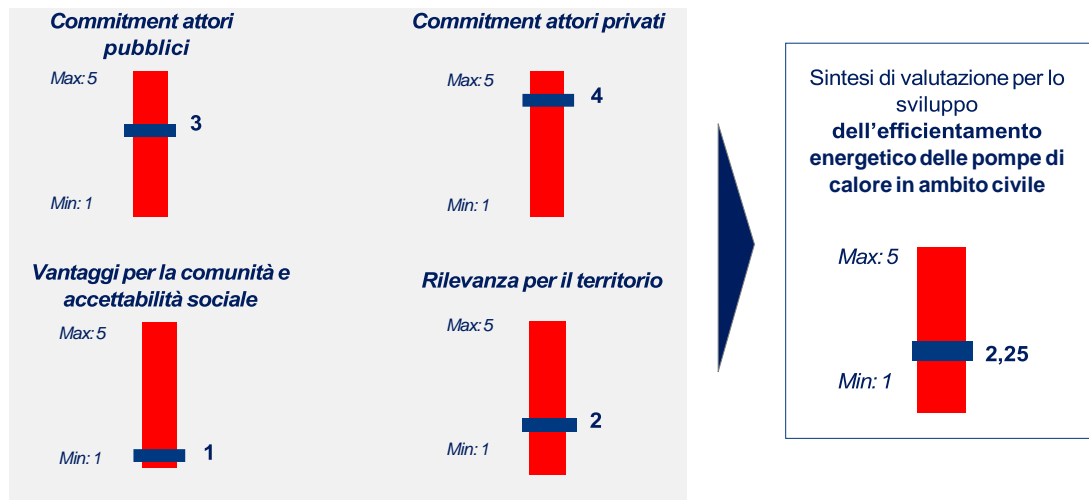 Commitment attori
pubblici
Max: 5
3
Min: 1
Commitment attori privati
Max: 5
4
Min: 1
Vantaggi per la comunità e
accettabilità sociale
Max: 5
1
Min: 1
Rilevanza per il territorio
Max: 5
2
Min: 1
Sintesi di valutazione per lo
sviluppo
dell’efficientamento
energetico delle pompe di
calore in ambito civile
Max: 5
2,25
Min: 1